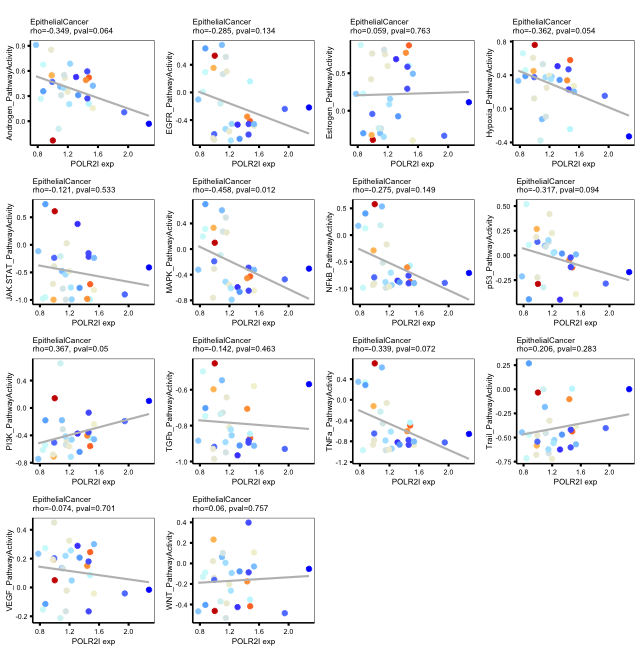 EpithelialCancer
rho=-0.349, pval=0.064
Androgen_PathwayActivity
0.8
0.4
0.0
0.8 1.2 1.6 2.0
POLR2I exp
EpithelialCancer
rho=-0.285, pval=0.134
EGFR_PathwayActivity
0.4
0.0
-0.4
0.8 1.2 1.6 2.0
POLR2I exp
EpithelialCancer
rho=0.059, pval=0.763
Estrogen_PathwayActivity
0.5
0.0
0.8 1.2 1.6 2.0
POLR2I exp
EpithelialCancer
rho=-0.362, pval=0.054
Hypoxia_PathwayActivity
0.8
0.4
0.0
-0.4
0.8 1.2 1.6 2.0
POLR2I exp
EpithelialCancer
rho=-0.121, pval=0.533
JAK.STAT_PathwayActivity
0.5
0.0
-0.5
-1.0
0.8 1.2 1.6 2.0
POLR2I exp
EpithelialCancer
rho=-0.458, pval=0.012
MAPK_PathwayActivity
0.4
0.0
-0.4
-0.8
0.8 1.2 1.6 2.0
POLR2I exp
EpithelialCancer
rho=-0.275, pval=0.149
NFkB_PathwayActivity
0.5
0.0
-0.5
-1.0
0.8 1.2 1.6 2.0
POLR2I exp
EpithelialCancer
rho=-0.317, pval=0.094
p53_PathwayActivity
0.50
0.25
0.00
-0.25
0.8 1.2 1.6 2.0
POLR2I exp
EpithelialCancer
rho=0.367, pval=0.05
PI3K_PathwayActivity
0.4
0.0
-0.4
-0.8
0.8 1.2 1.6 2.0
POLR2I exp
EpithelialCancer
rho=-0.142, pval=0.463
TGFb_PathwayActivity
-0.6
-0.8
-1.0
0.8 1.2 1.6 2.0
POLR2I exp
EpithelialCancer
rho=-0.339, pval=0.072
TNFa_PathwayActivity
0.5
0.0
-0.4
-0.8
-1.2
0.8 1.2 1.6 2.0
POLR2I exp
EpithelialCancer
rho=0.206, pval=0.283
Trail_PathwayActivity
0.25
0.00
-0.25
-0.50
-0.75
0.8 1.2 1.6 2.0
POLR2I exp
EpithelialCancer
rho=-0.074, pval=0.701
VEGF_PathwayActivity
0.4
0.2
0.0
-0.2
0.8 1.2 1.6 2.0
POLR2I exp
EpithelialCancer
rho=0.06, pval=0.757
WNT_PathwayActivity
0.4
0.2
0.0
-0.2
-0.4
0.8 1.2 1.6 2.0
POLR2I exp